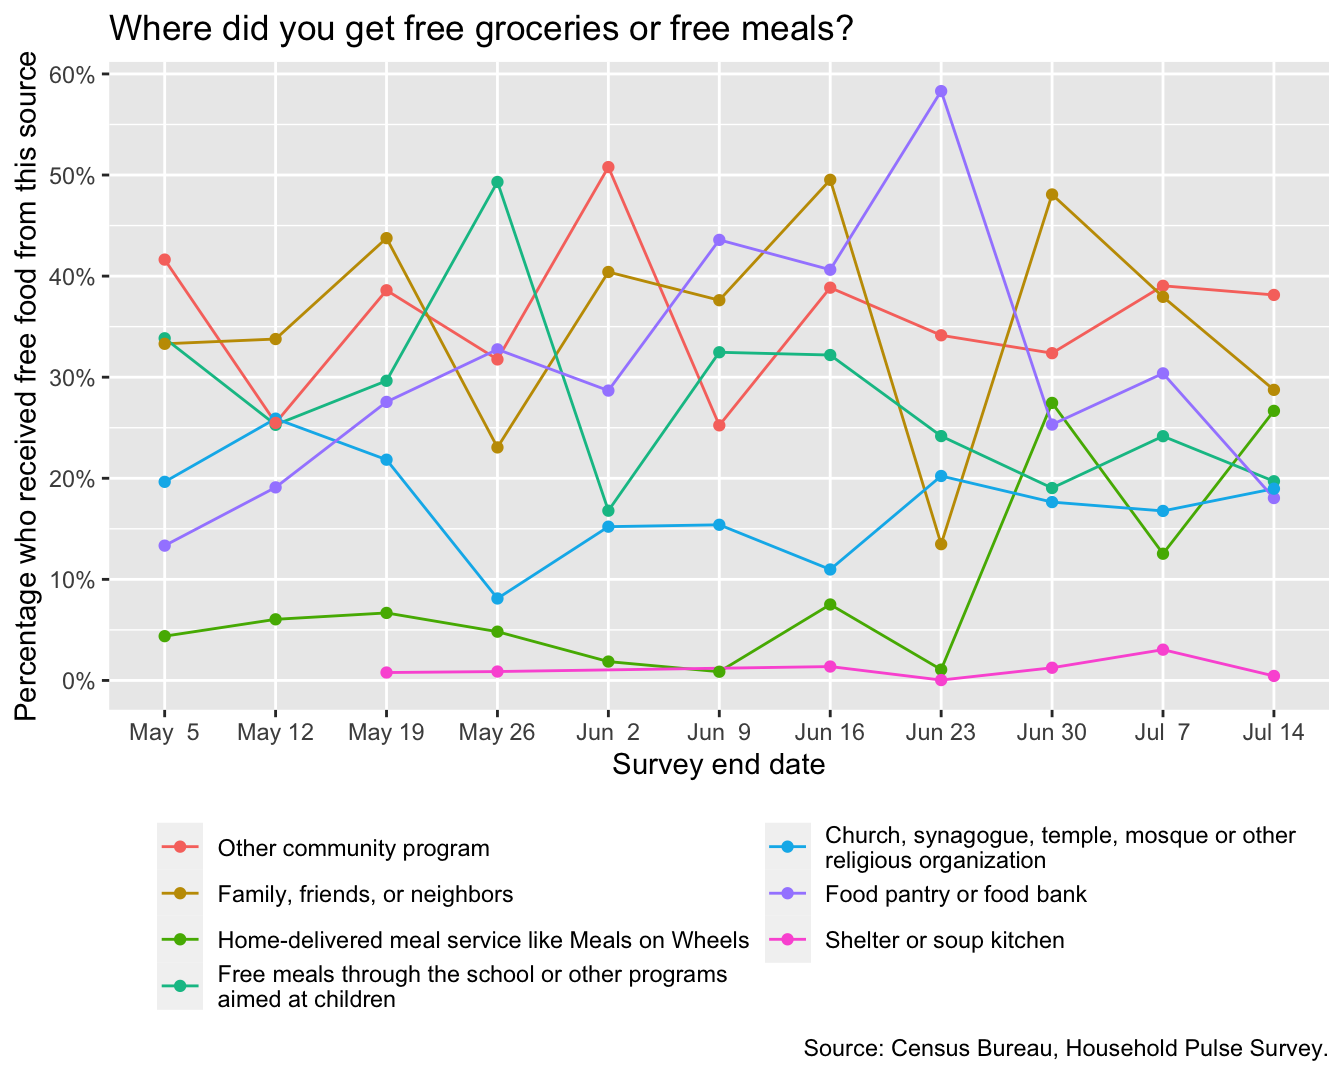 Where did you get free groceries or free meals?
Percentage who received free food from this source
60%
50%
40%
30%
20%
10%
0%
May 5 May 12 May 19 May 26 Jun 2 Jun 9 Jun 16 Jun 23 Jun 30 Jul 7 Jul 14
Survey end date
Other community program
Family, friends, or neighbors
Home-delivered meal service like Meals on Wheels
Free meals through the school or other programs
aimed at children
Church, synagogue, temple, mosque or other
religious organization
Food pantry or food bank
Shelter or soup kitchen
Source: Census Bureau, Household Pulse Survey.